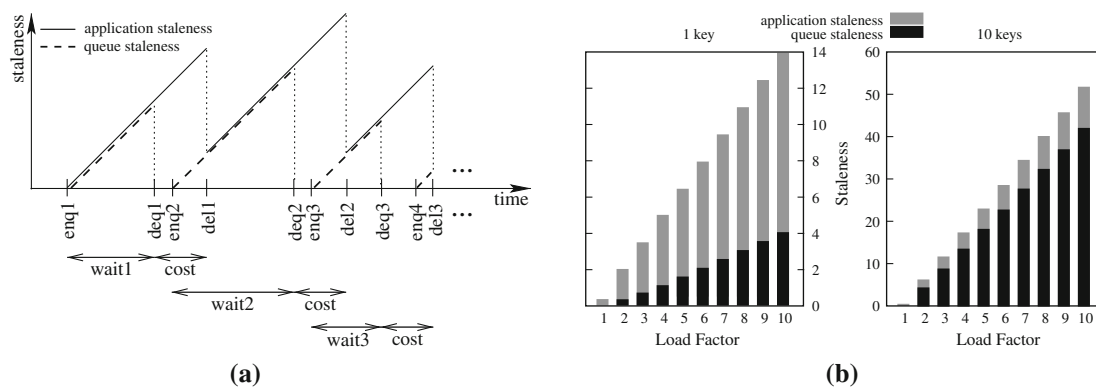 staleness
application staleness
queue staleness
time
enq1
deq1
enq2
del1
deq2
enq3
del2
deq3
enq4
del3
...
...
wait1
cost
wait2
cost
wait3
cost
(a)
application staleness
queue staleness
1 key
10 keys
14
12
10
8
6
4
2
0
Staleness
60
50
40
30
20
10
0
1 2 3 4 5 6 7 8 9 10
Load Factor
1 2 3 4 5 6 7 8 9 10
Load Factor
(b)